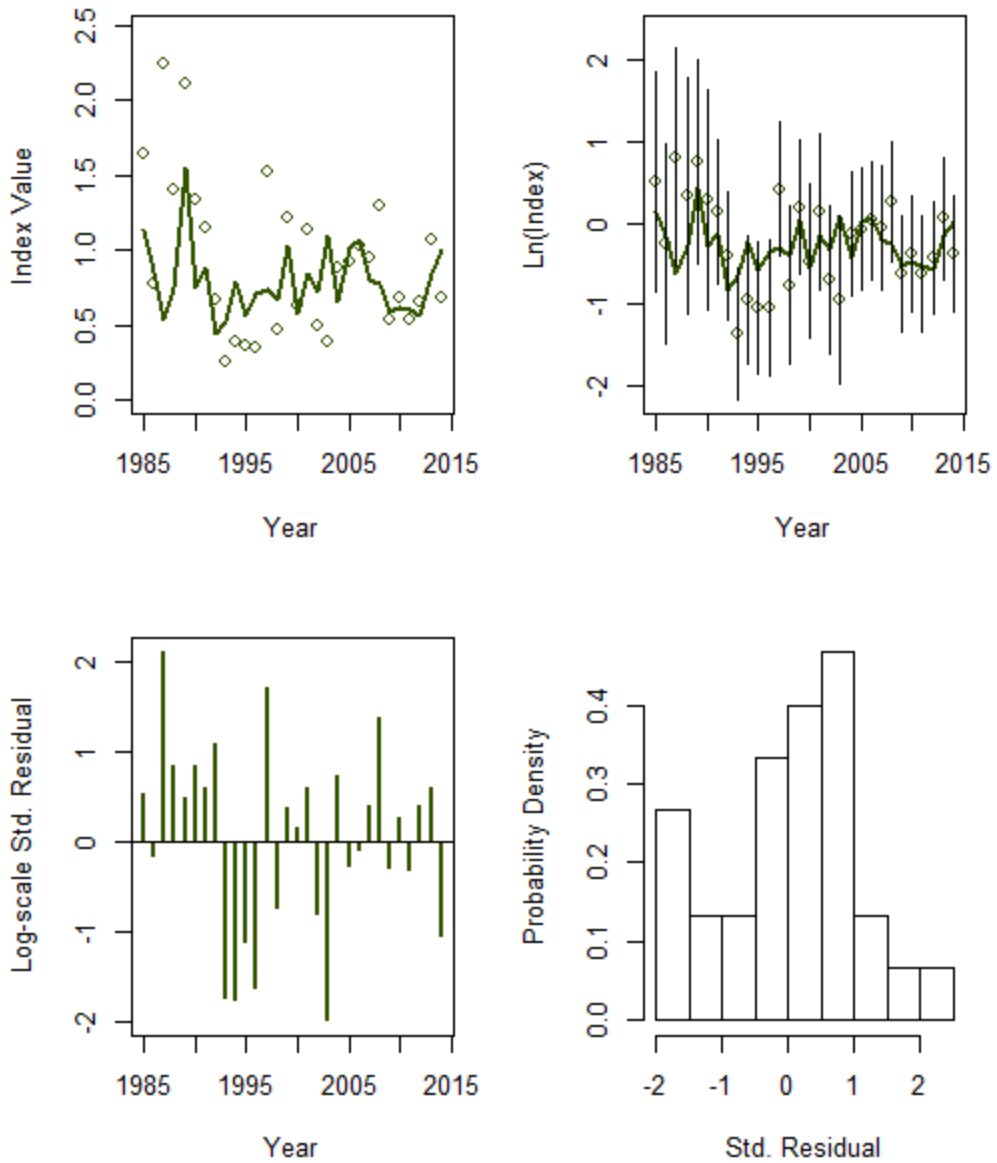 Index Value
2.5
2.0
1.5
1.0
0.5
0.0
1985 1995 2005 2015
Year
Ln(Index)
2
1
0
-1
-2
1985 1995 2005 2015
Year
Log-scale Std. Residual
2
1
0
-1
-2
1985 1995 2005 2015
Year
Probability Density
0.4
0.3
0.2
0.1
0.0
-2 -1 0 1 2
Std. Residual